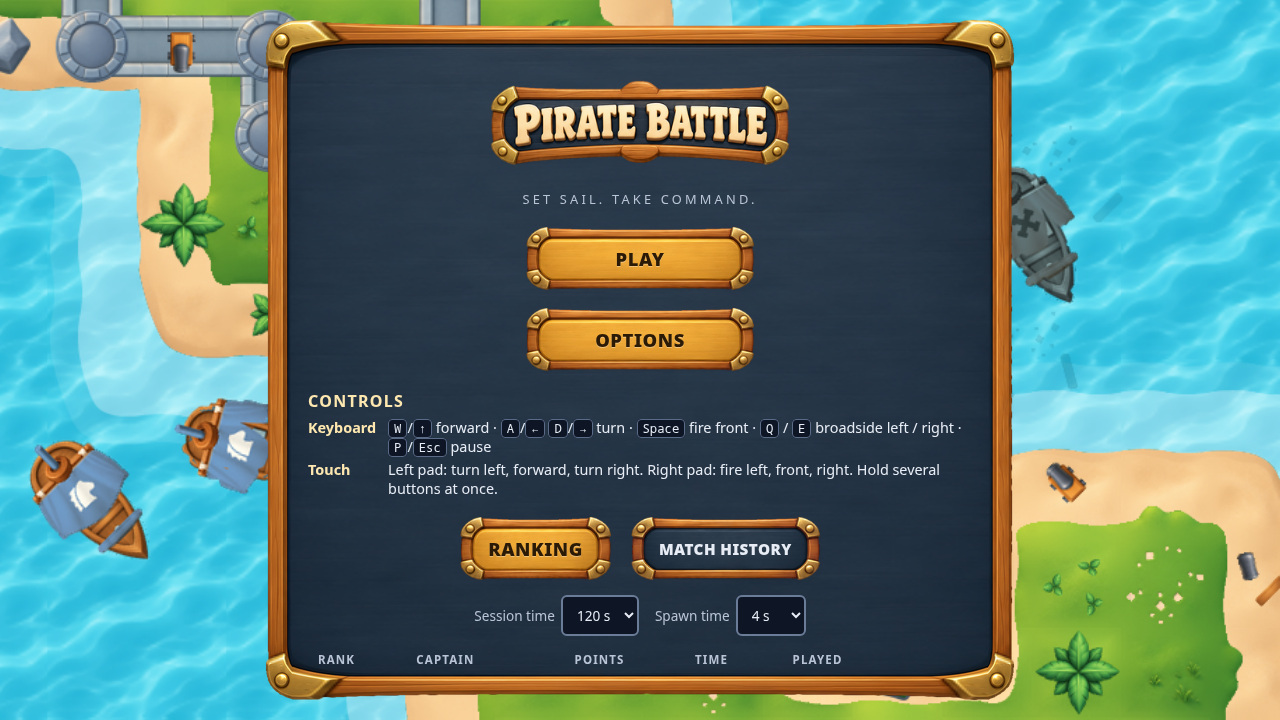 PIRATE BATTLE
SET SAIL. TAKE COMMAND.
PLAY
OPTIONS
CONTROLS
Keyboard W/↑ forward · A/← D/→ turn · Space fire front · Q / E broadside left / right ·
P/Esc pause
Touch Left pad: turn left, forward, turn right. Right pad: fire left, front, right. Hold several
buttons at once.
RANKING MATCH HISTORY
Session time 120 s Spawn time 4 s
RANK CAPTAIN POINTS TIME PLAYED